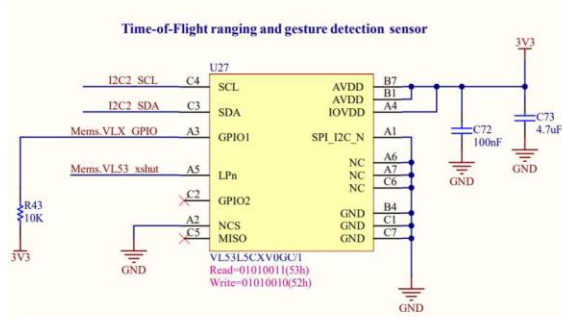 Time-of-Flight ranging and gesture detection sensor
3V3
U27
I2C2_SCL C4 SCL AVDD B7
AVDD B1
I2C2_SDA C3 SDA IOVDD A4
Mems.VLX_GPIO A3 GPIO1 SPI_I2C_N A1
C72
100nF
C73
4.7uF
GND
GND
Mems.VL53_xshut A5 LPn
NC A6
NC A7
NC C6
C2 GPIO2
R43
10K
A2 NCS
C5 MISO
GND B4
GND C1
GND C7
3V3
GND
VL53L5CXV0GC/1
Read=01010011(53h)
Write=01010010(52h)
GND